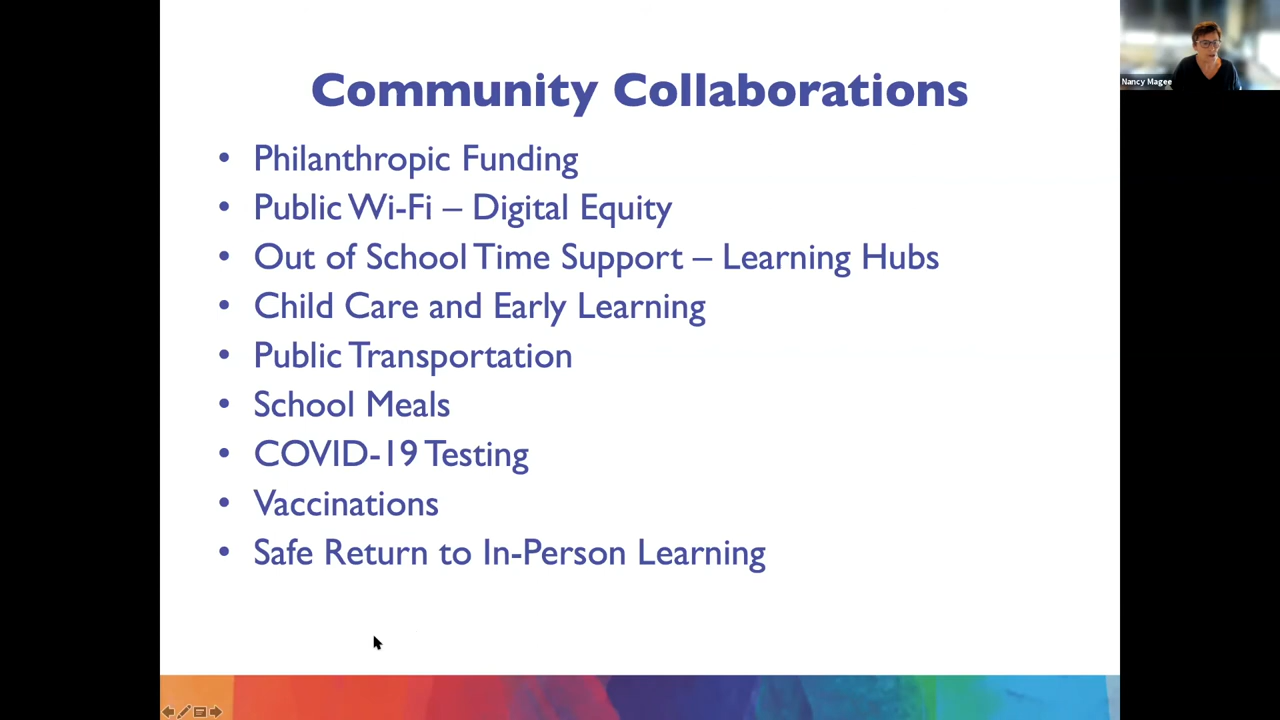 Community Collaborations
• Philanthropic Funding
• Public Wi-Fi – Digital Equity
• Out of School Time Support – Learning Hubs
• Child Care and Early Learning
• Public Transportation
• School Meals
• COVID-19 Testing
• Vaccinations
• Safe Return to In-Person Learning
Nancy Magee